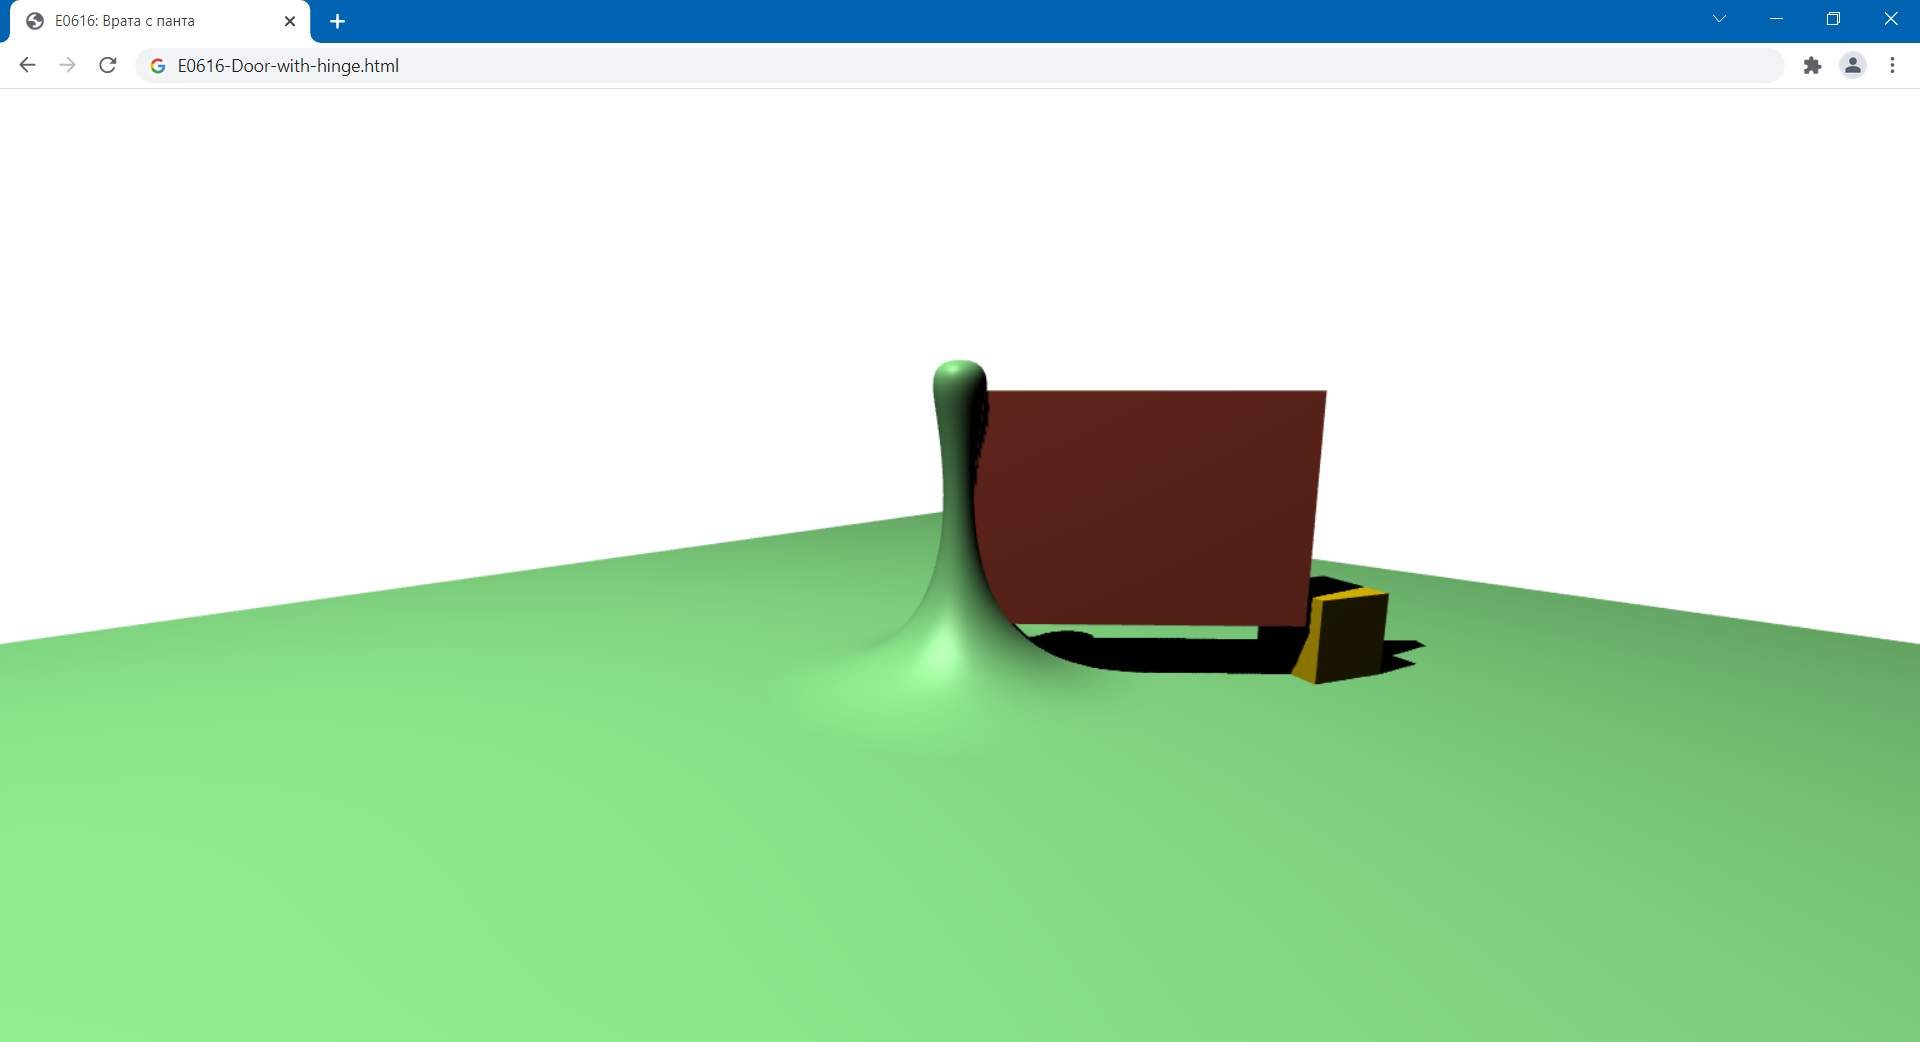 E0616: Врата с панта
E0616-Door-with-hinge.html